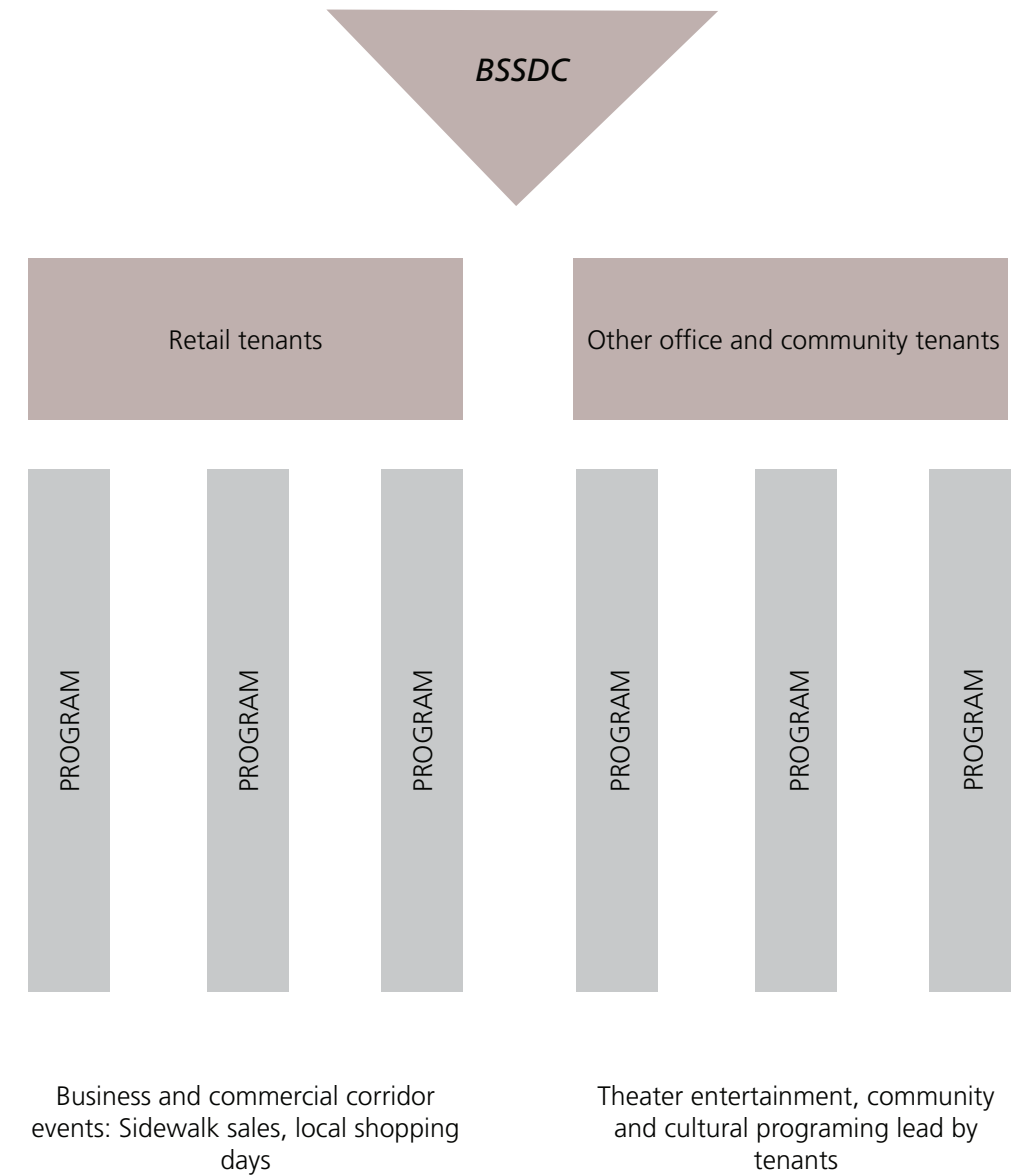 BSSDC
Retail tenants
Other office and community tenants
PROGRAM
PROGRAM
PROGRAM
PROGRAM
PROGRAM
PROGRAM
Business and commercial corridor
events: Sidewalk sales, local shopping
days
Theater entertainment, community
and cultural programing lead by
tenants